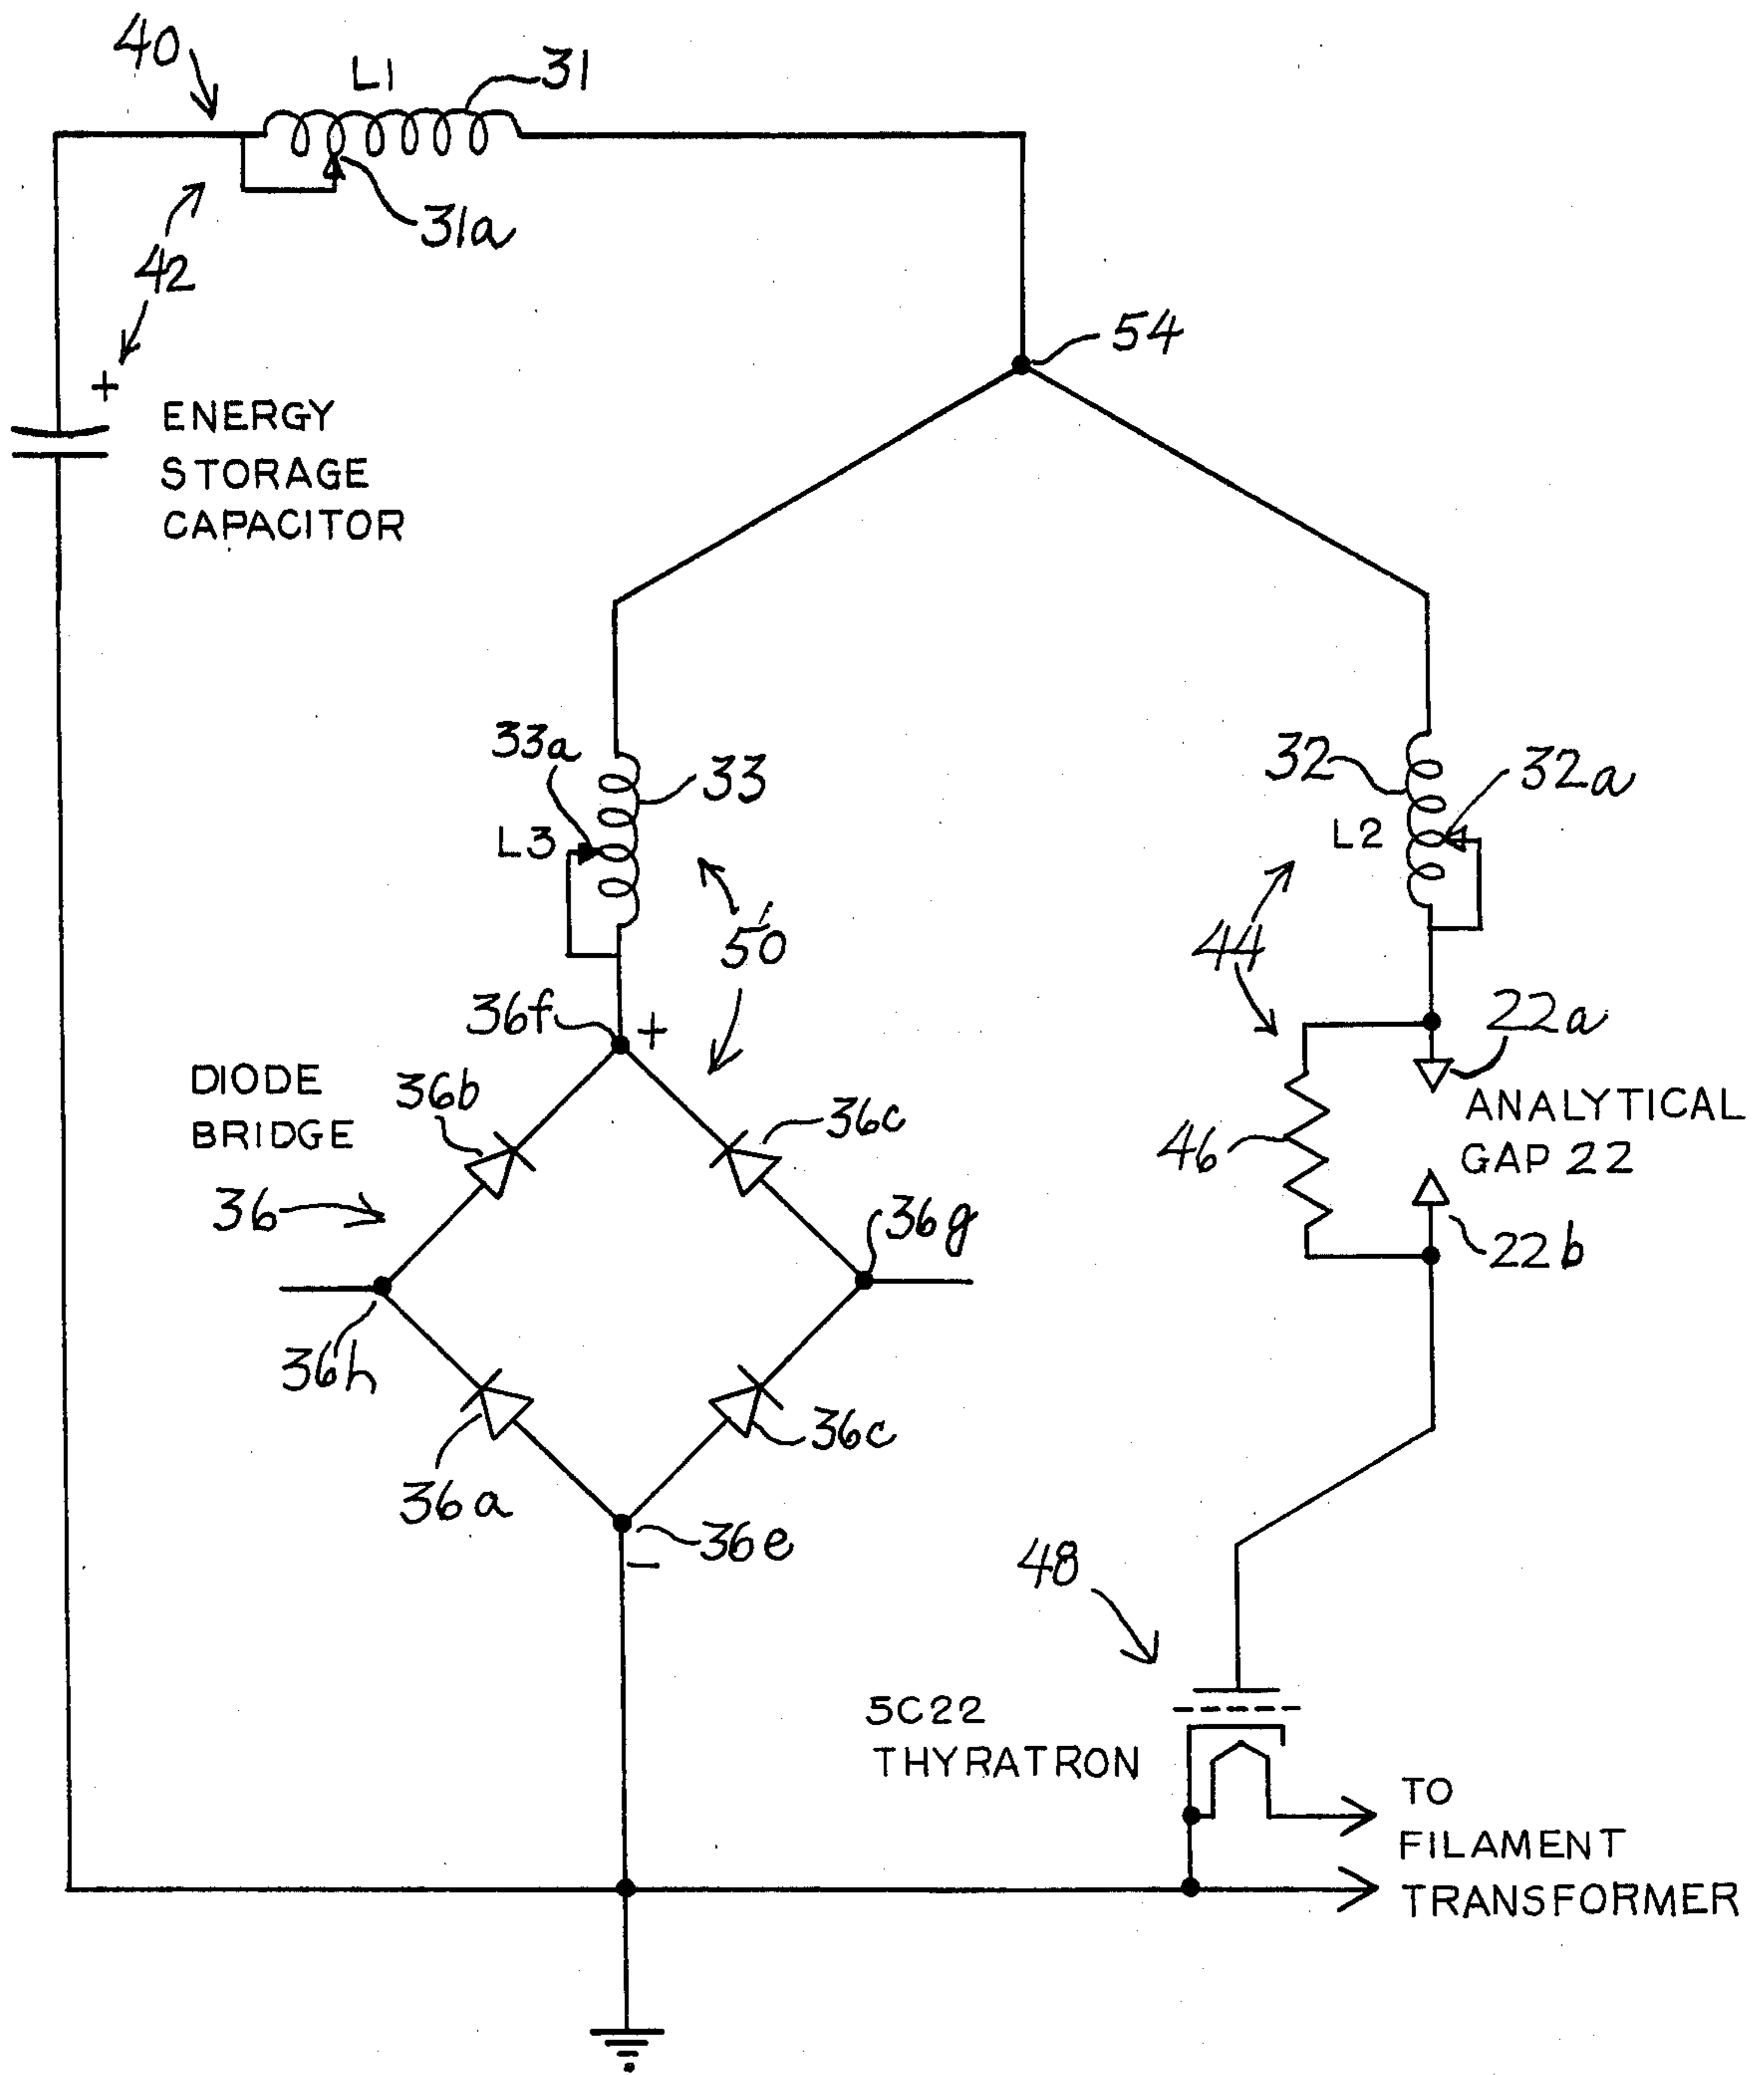 40
L1
31
31a
42
+
ENERGY
STORAGE
CAPACITOR
54
33a
33
L3
32
32a
L2
50
44
36f
+
22a
DIODE
BRIDGE
36b
36c
ANALYTICAL
GAP 22
46
36
36g
22b
36h
36a
36c
36e
-
48
5C22
THYRATRON
TO
FILAMENT
TRANSFORMER